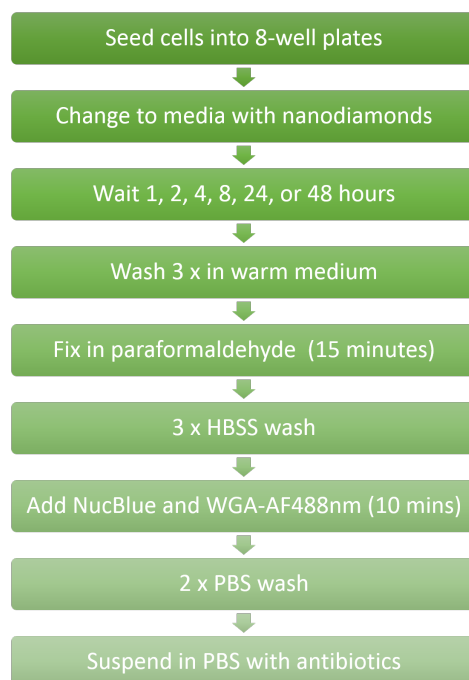 Seed cells into 8-well plates
Change to media with nanodiamonds
Wait 1, 2, 4, 8, 24, or 48 hours
Wash 3 x in warm medium
Fix in paraformaldehyde (15 minutes)
3 x HBSS wash
Add NucBlue and WGA-AF488nm (10 mins)
2 x PBS wash
Suspend in PBS with antibiotics